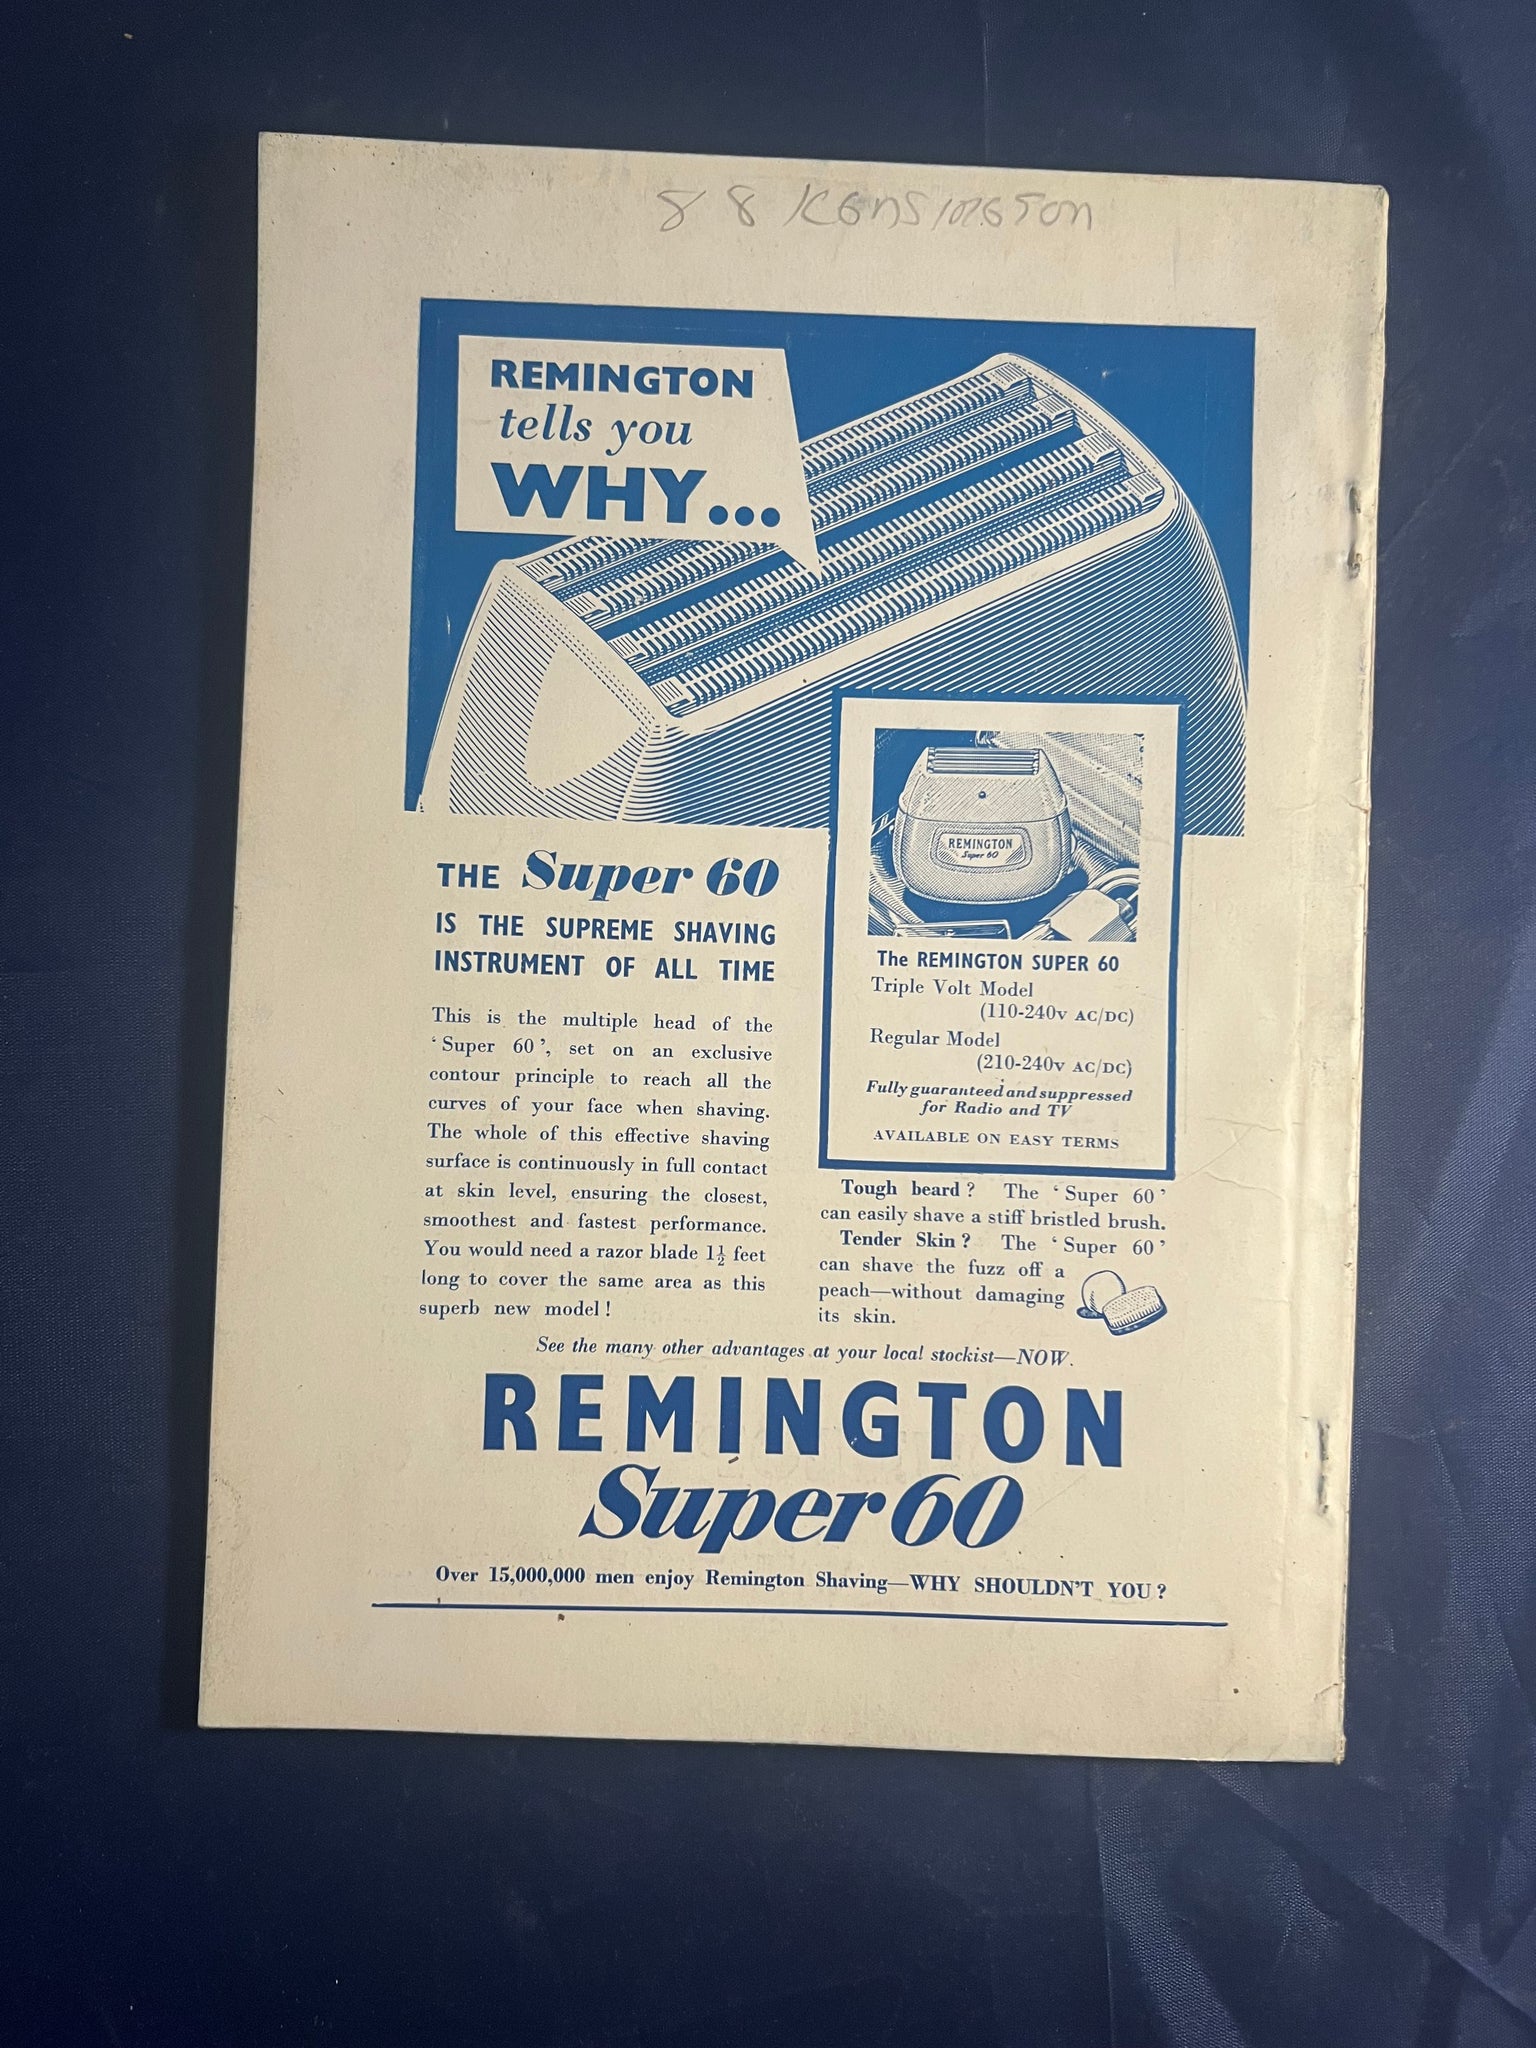 88 Kensington
REMINGTON
tells you
WHY...
THE Super 60
IS THE SUPREME SHAVING
INSTRUMENT OF ALL TIME
This is the multiple head of the
‘Super 60’, set on an exclusive
contour principle to reach all the
curves of your face when shaving.
The whole of this effective shaving
surface is continuously in full contact
at skin level, ensuring the closest,
smoothest and fastest performance.
You would need a razor blade 1½ feet
long to cover the same area as this
superb new model!
REMINGTON
Super 60
The REMINGTON SUPER 60
Triple Volt Model
(110-240v AC/DC)
Regular Model
(210-240v AC/DC)
Fully guaranteed and suppressed
for Radio and TV
AVAILABLE ON EASY TERMS
Tough beard? The ‘Super 60’
can easily shave a stiff bristled brush.
Tender Skin? The ‘Super 60’
can shave the fuzz off a
peach—without damaging
its skin.
See the many other advantages at your local stockist—NOW.
REMINGTON
Super 60
Over 15,000,000 men enjoy Remington Shaving—WHY SHOULDN'T YOU?